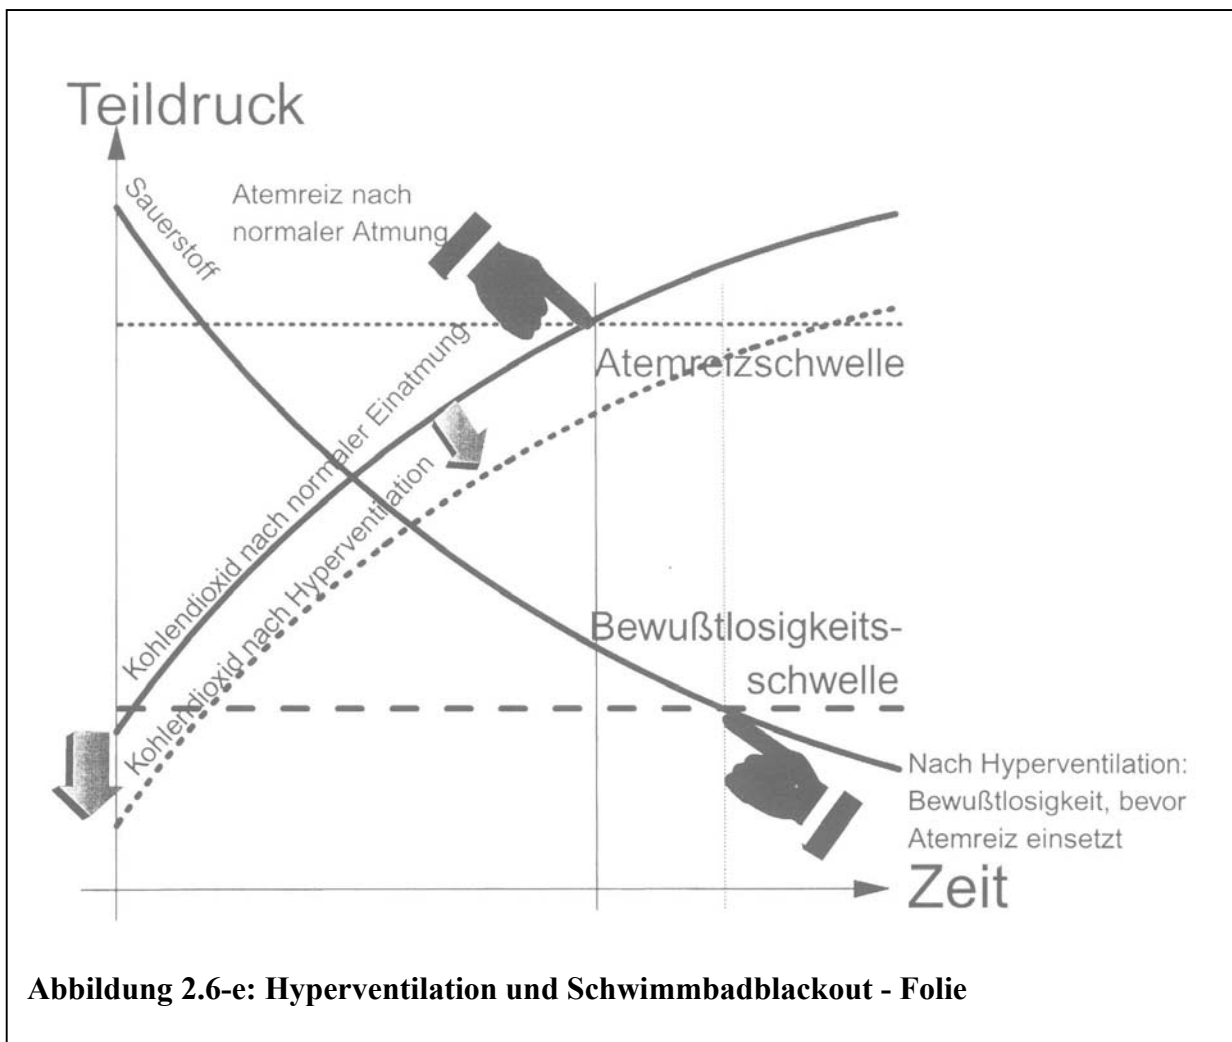 Teildruck
Sauerstoff
Atemreiz nach
normaler Atmung
Kohlendioxid nach normaler Einatmung
Kohlendioxid nach Hyperventilation
Atemreizschwelle
Bewußtlosigkeits-
schwelle
Nach Hyperventilation:
Bewußtlosigkeit, bevor
Atemreiz einsetzt
Zeit
Abbildung 2.6-e: Hyperventilation und Schwimmbadblackout - Folie